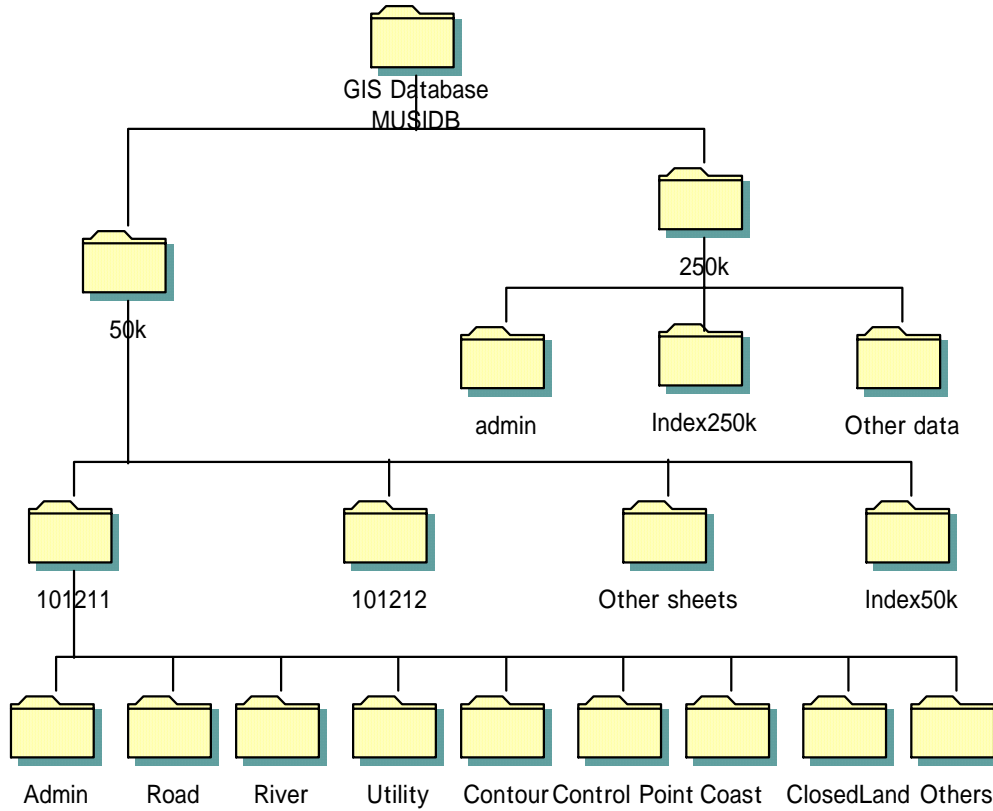 GIS Database
MUSIDB
250k
50k
admin
Index250k
Other data
101211
101212
Other sheets
Index50k
Admin
Road
River
Utility
Contour
Control Point
Coast
ClosedLand
Others